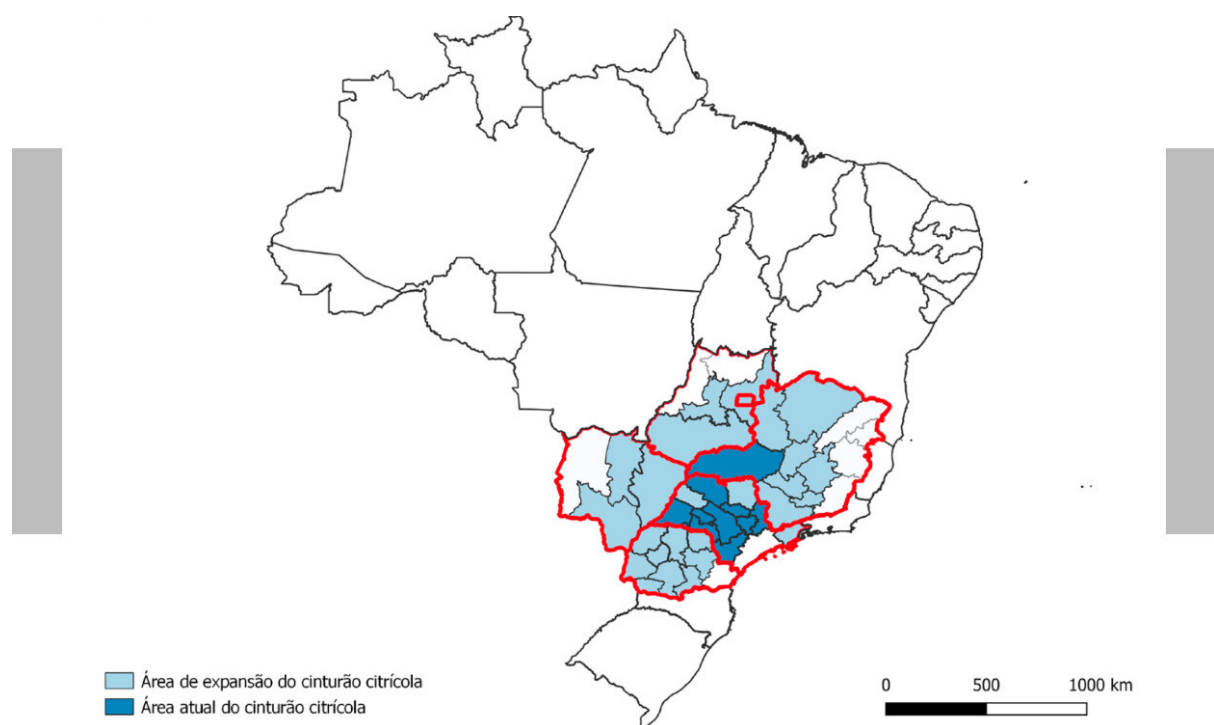 Área de expansão do cinturão citrícola
Área atual do cinturão citrícola
0 500 1000 km